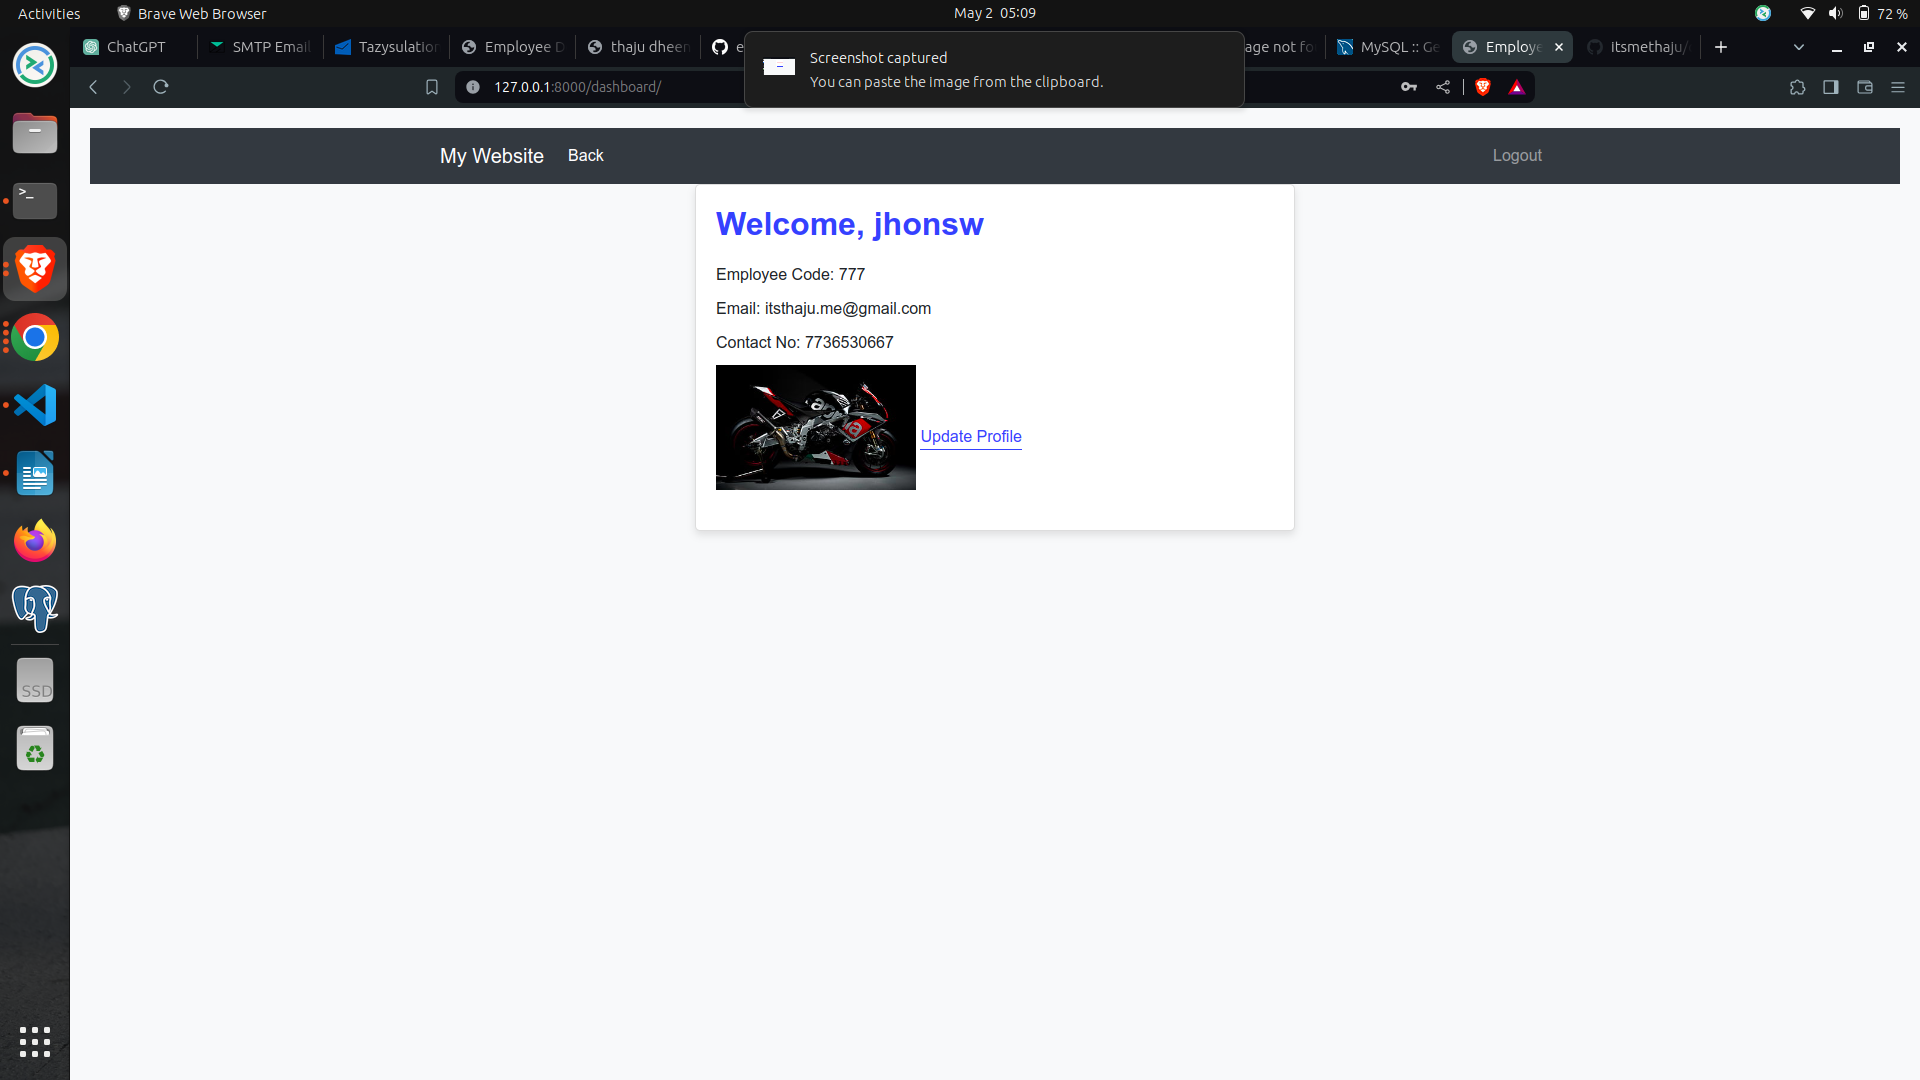 Activities
Brave Web Browser
May 2 05:09
72 %
ChatGPT
SMTP Email
Tazysulation
Employee D
thaju dheen
e
age not fo
MySQL :: Ge
Employe
itsmethaju/
Screenshot captured
You can paste the image from the clipboard.
127.0.0.1:8000/dashboard/
My Website
Back
Logout
Welcome, jhonsw
Employee Code: 777
Email: itsthaju.me@gmail.com
Contact No: 7736530667
Update Profile
SSD